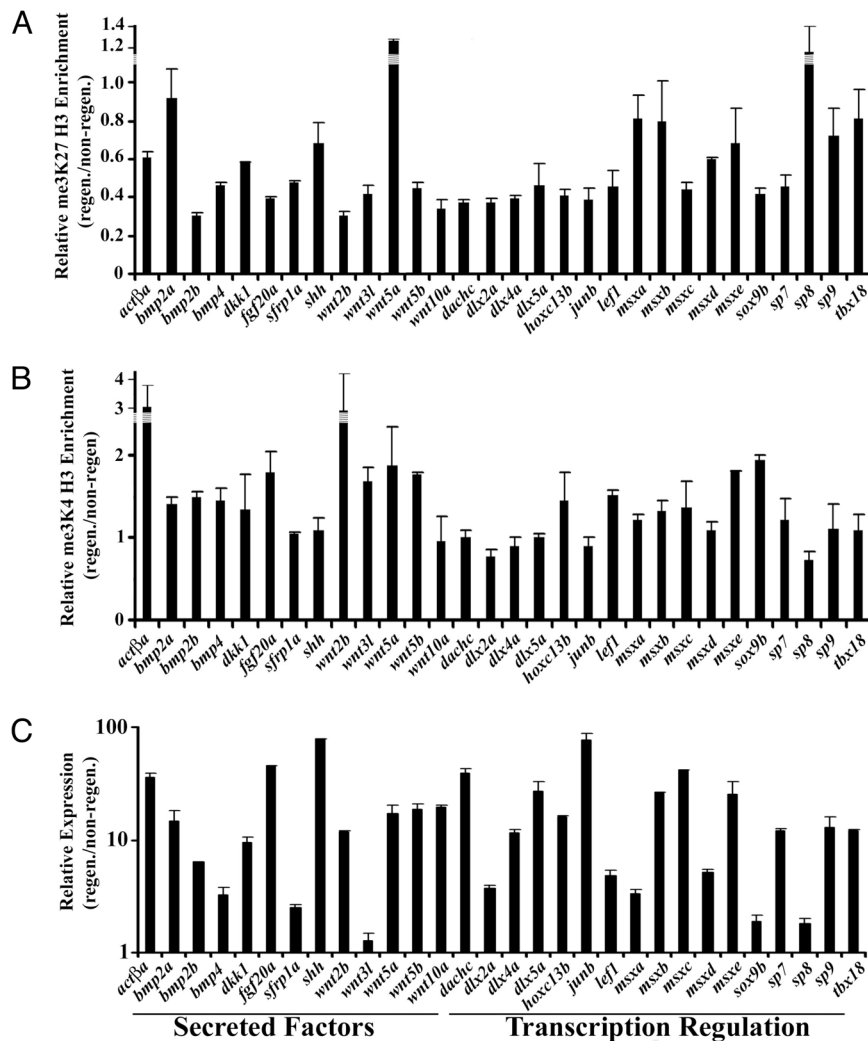 A
Relative me3K27 H3 Enrichment
(regen./non-regen.)
1.4
1.2
1.0
0.8
0.6
0.4
0.2
0
actβa bmp2a bmp2b bmp4 dkk1 fgf20a sfrp1a shh wnt2b wnt3l wnt5a wnt5b wnt10a dachc dlx2a dlx4a dlx5a hoxc13b junb lef1 msxa msxb msxc msxd msxe sox9b sp7 sp8 sp9 tbx18
B
Relative me3K4 H3 Enrichment
(regen./non-regen)
4
3
2
1
0
actβa bmp2a bmp2b bmp4 dkk1 fgf20a sfrp1a shh wnt2b wnt3l wnt5a wnt5b wnt10a dachc dlx2a dlx4a dlx5a hoxc13b junb lef1 msxa msxb msxc msxd msxe sox9b sp7 sp8 sp9 tbx18
C
Relative Expression
(regen./non-regen.)
100
10
1
actβa bmp2a bmp2b bmp4 dkk1 fgf20a sfrp1a shh wnt2b wnt3l wnt5a wnt5b wnt10a dachc dlx2a dlx4a dlx5a hoxc13b junb lef1 msxa msxb msxc msxd msxe sox9b sp7 sp8 sp9 tbx18
Secreted Factors Transcription Regulation